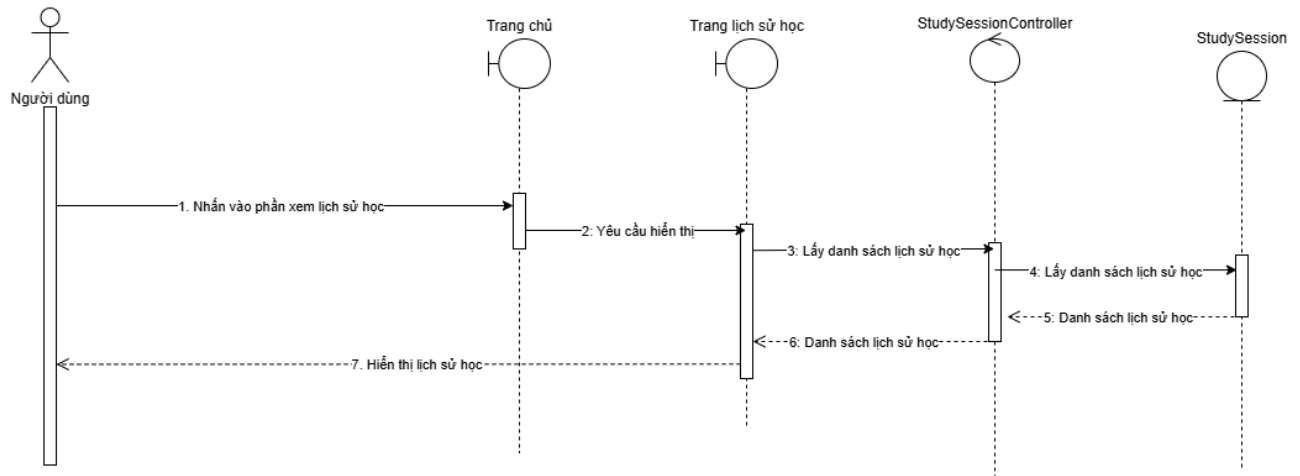 Người dùng
Trang chủ
Trang lịch sử học
StudySessionController
StudySession
1. Nhấn vào phần xem lịch sử học
2: Yêu cầu hiển thị
3: Lấy danh sách lịch sử học
4: Lấy danh sách lịch sử học
5: Danh sách lịch sử học
6: Danh sách lịch sử học
7. Hiển thị lịch sử học